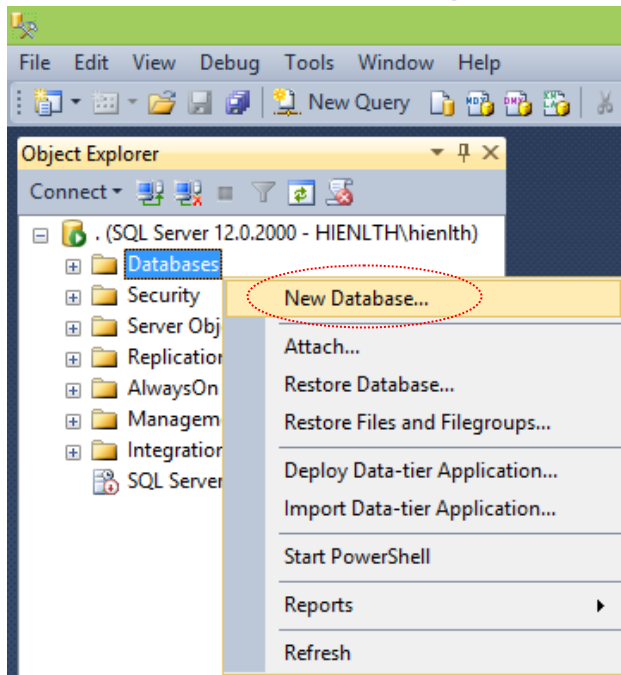 File Edit View Debug Tools Window Help
New Query
Object Explorer
Connect
. (SQL Server 12.0.2000 - HIENLTH\hienlth)
Databases
Security
Server Obj
Replication
AlwaysOn
Managem
Integration
SQL Server
New Database...
Attach...
Restore Database...
Restore Files and Filegroups...
Deploy Data-tier Application...
Import Data-tier Application...
Start PowerShell
Reports
Refresh